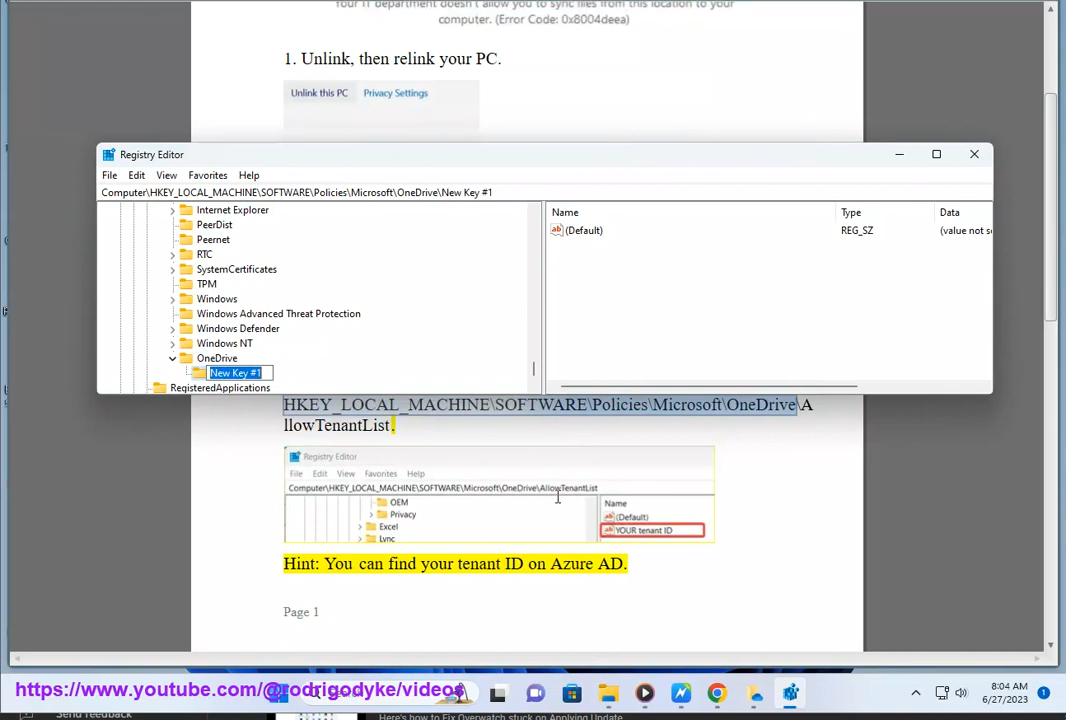 Your IT department doesn't allow you to sync files from this location to your
computer. (Error Code: 0x8004deea)
1. Unlink, then relink your PC.
Unlink this PC Privacy Settings
Registry Editor
File Edit View Favorites Help
Computer\HKEY_LOCAL_MACHINE\SOFTWARE\Policies\Microsoft\OneDrive\New Key #1
Internet Explorer
PeerDist
Peernet
RTC
SystemCertificates
TPM
Windows
Windows Advanced Threat Protection
Windows Defender
Windows NT
OneDrive
New Key #1
RegisteredApplications
Name Type Data
(Default) REG_SZ (value not s
HKEY_LOCAL_MACHINE\SOFTWARE\Policies\Microsoft\OneDrive\A
llowTenantList.
Registry Editor
File Edit View Favorites Help
Computer\HKEY_LOCAL_MACHINE\SOFTWARE\Microsoft\OneDrive\AllowTenantList
OEM
Privacy
Excel
Lync
Name
(Default)
YOUR tenant ID
Hint: You can find your tenant ID on Azure AD.
Page 1
https://www.youtube.com/@rodrigodyke/videos
8:04 AM
6/27/2023
Send feedback
Here's how to Fix Overwatch stuck on Applying Update